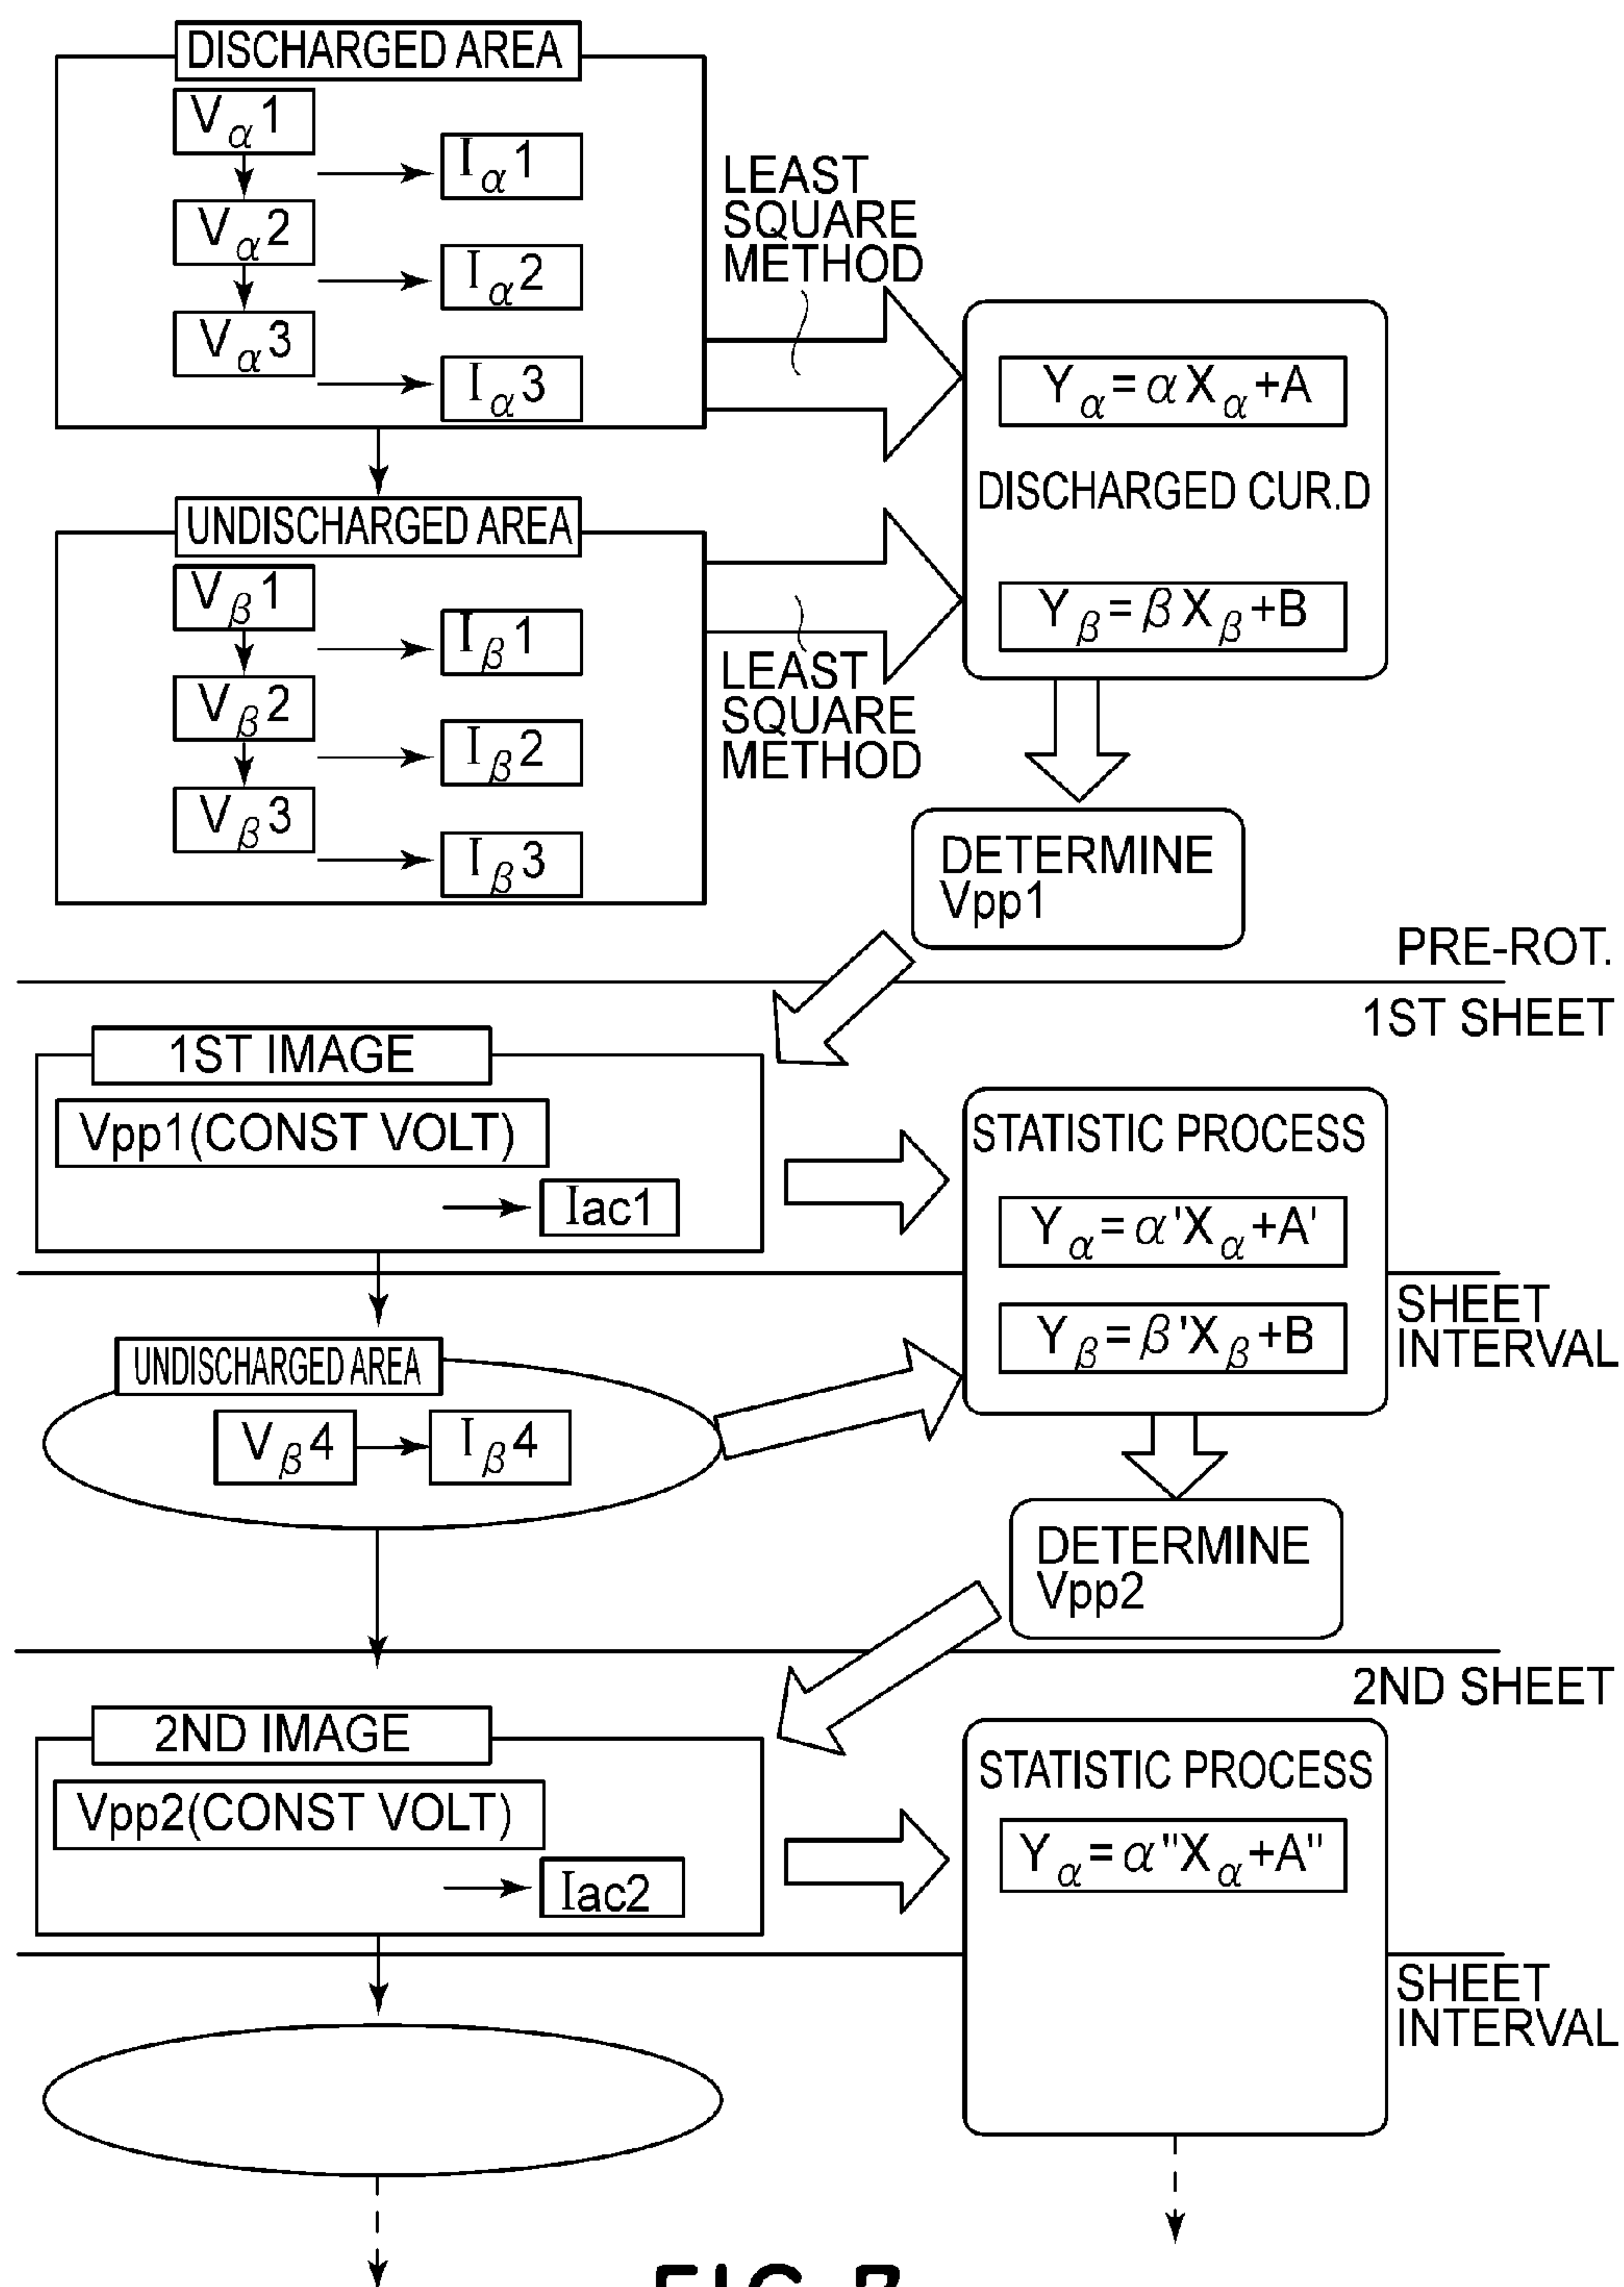 DISCHARGED AREA
Vα1
Iα1
Vα2
Iα2
Vα3
Iα3
LEAST
SQUARE
METHOD
Yα=αXα+A
DISCHARGED CUR.D
Yβ=βXβ+B
UNDISCHARGED AREA
Vβ1
Iβ1
Vβ2
Iβ2
Vβ3
Iβ3
LEAST
SQUARE
METHOD
DETERMINE
Vpp1
PRE-ROT.
1ST SHEET
1ST IMAGE
Vpp1(CONST VOLT)
Iac1
STATISTIC PROCESS
Yα=α'Xα+A'
Yβ=β'Xβ+B
SHEET
INTERVAL
UNDISCHARGED AREA
Vβ4
Iβ4
DETERMINE
Vpp2
2ND SHEET
2ND IMAGE
Vpp2(CONST VOLT)
Iac2
STATISTIC PROCESS
Yα=α"Xα+A"
SHEET
INTERVAL